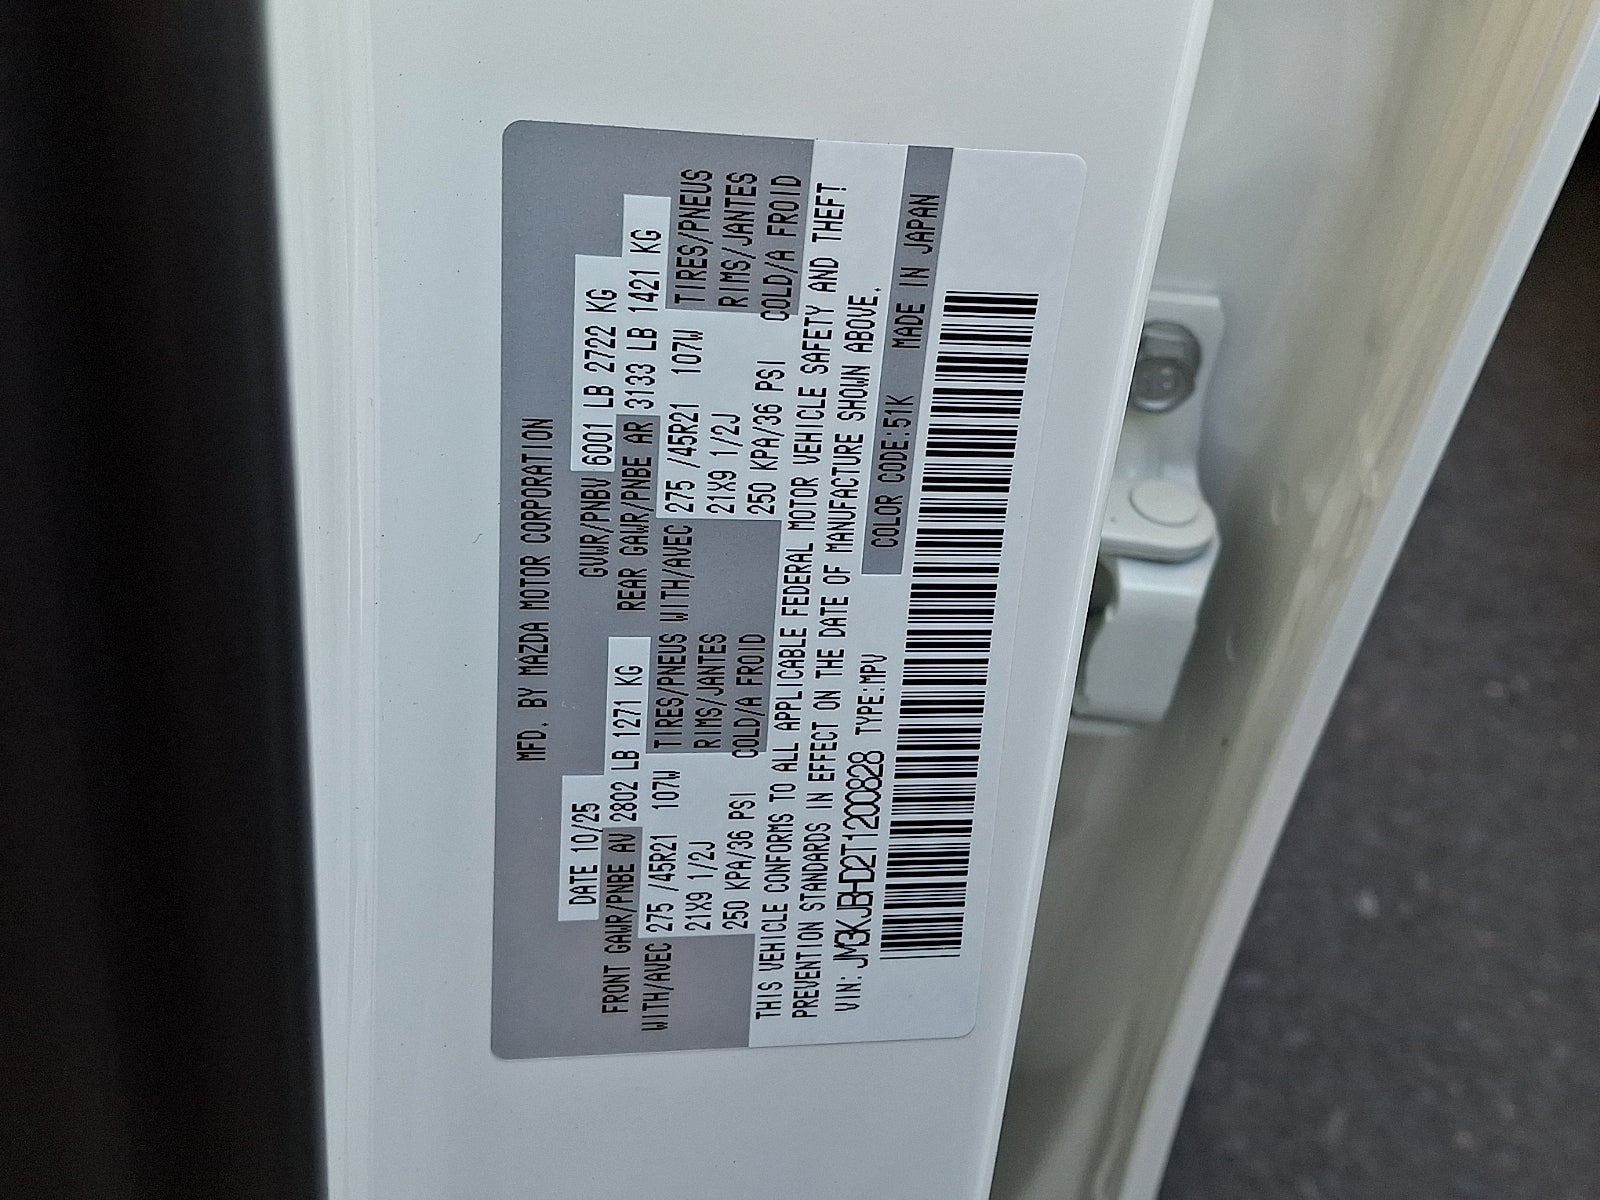 MFD. BY MAZDA MOTOR CORPORATION
DATE 10/25 GVWR/PNBV 6001 LB 2722 KG
FRONT GAWR/PNBE AV 2802 LB 1271 KG REAR GAWR/PNBE AR 3133 LB 1421 KG
WITH/AVEC 275 /45R21 107W TIRES/PNEUS WITH/AVEC 275 /45R21 107W TIRES/PNEUS
21X9 1/2J RIMS/JANTES 21X9 1/2J RIMS/JANTES
250 KPA/36 PSI COLD/A FROID 250 KPA/36 PSI COLD/A FROID
THIS VEHICLE CONFORMS TO ALL APPLICABLE FEDERAL MOTOR VEHICLE SAFETY AND THEFT
PREVENTION STANDARDS IN EFFECT ON THE DATE OF MANUFACTURE SHOWN ABOVE.
VIN: JM3KJBHD2T1200828 TYPE:MPV COLOR CODE:51K MADE IN JAPAN